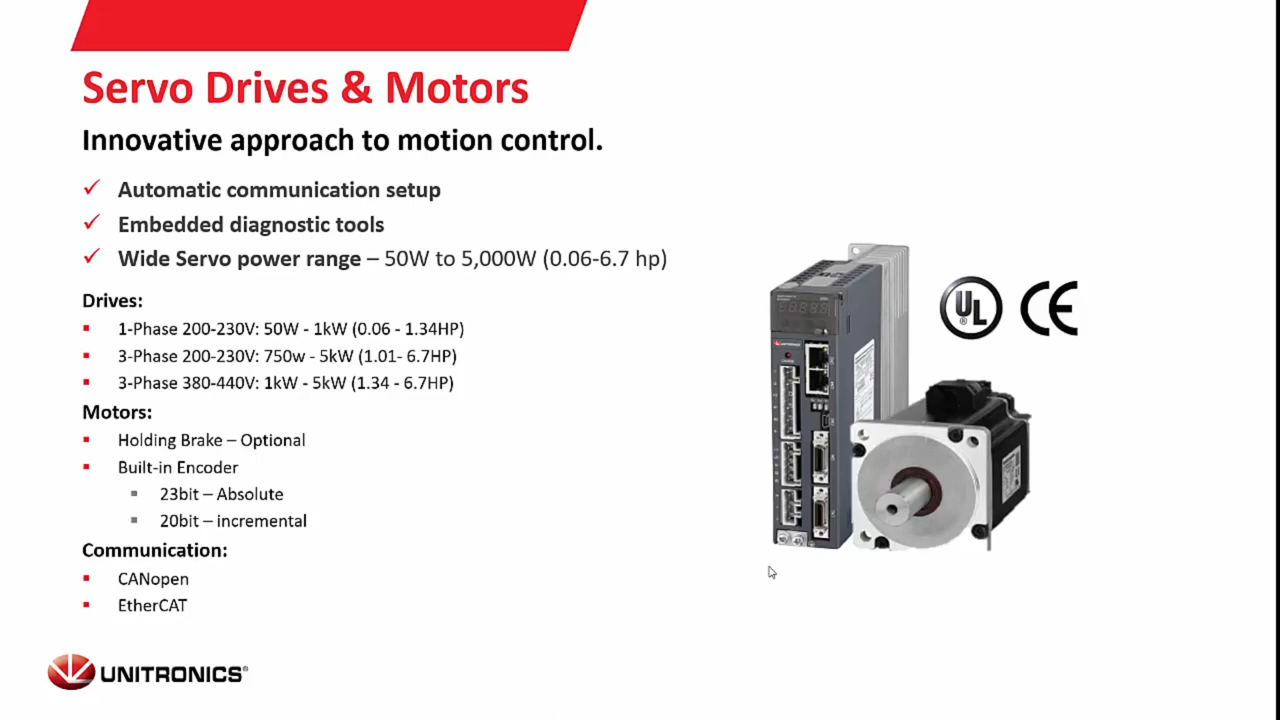 Servo Drives & Motors
Innovative approach to motion control.
✓ Automatic communication setup
✓ Embedded diagnostic tools
✓ Wide Servo power range – 50W to 5,000W (0.06-6.7 hp)
Drives:
▪ 1-Phase 200-230V: 50W - 1kW (0.06 - 1.34HP)
▪ 3-Phase 200-230V: 750w - 5kW (1.01- 6.7HP)
▪ 3-Phase 380-440V: 1kW - 5kW (1.34 - 6.7HP)
Motors:
▪ Holding Brake – Optional
▪ Built-in Encoder
▪ 23bit – Absolute
▪ 20bit – incremental
Communication:
▪ CANopen
▪ EtherCAT
UL ®
CE
UNITRONICS
UNITRONICS®